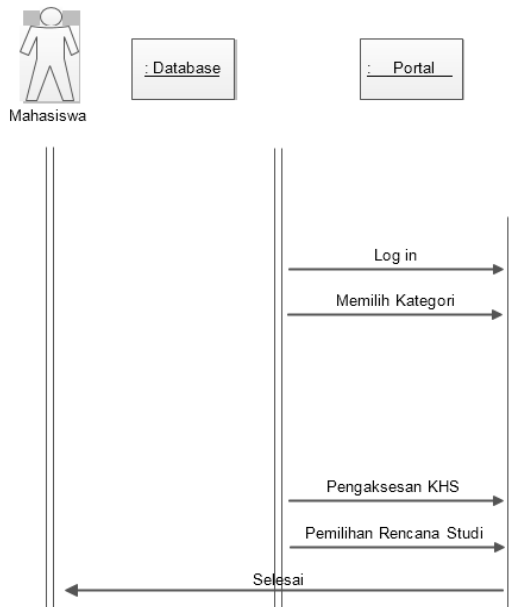 : Database
: Portal
Mahasiswa
Log in
Memilih Kategori
Pengaksesan KHS
Pemilihan Rencana Studi
Selesai